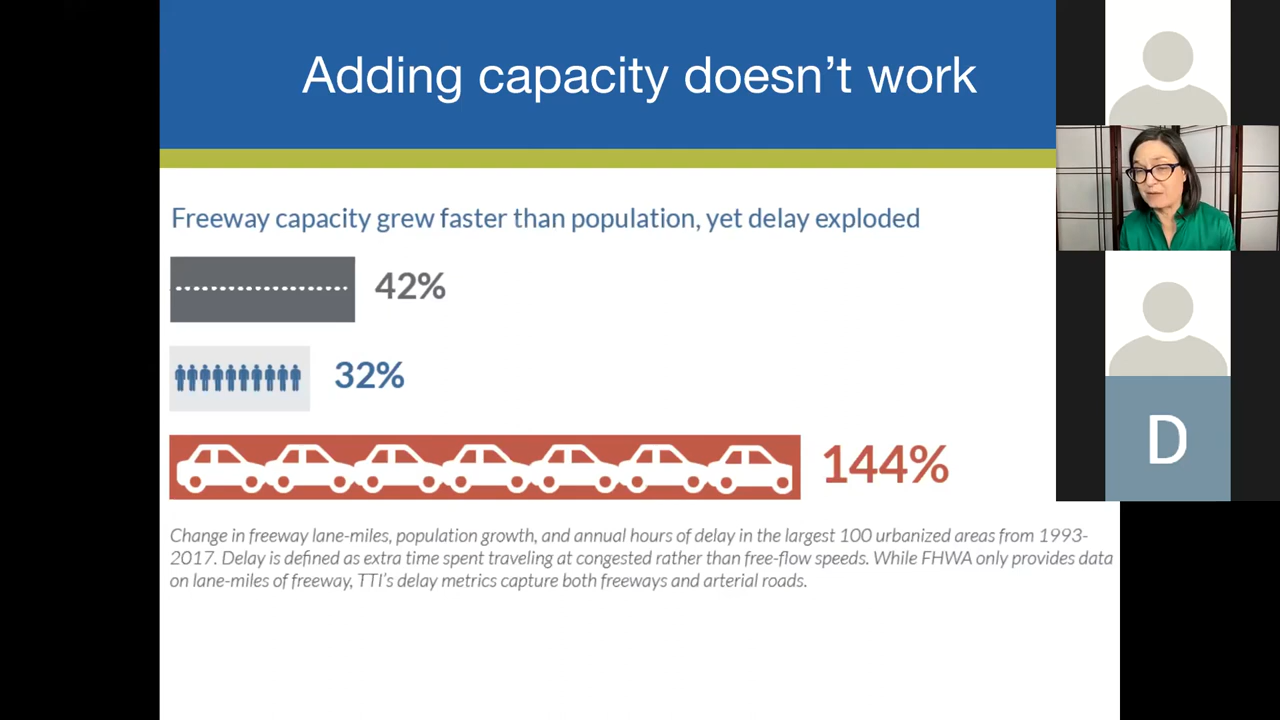 Adding capacity doesn’t work
Freeway capacity grew faster than population, yet delay exploded
42%
32%
144%
Change in freeway lane-miles, population growth, and annual hours of delay in the largest 100 urbanized areas from 1993-
2017. Delay is defined as extra time spent traveling at congested rather than free-flow speeds. While FHWA only provides data
on lane-miles of freeway, TTI’s delay metrics capture both freeways and arterial roads.
D